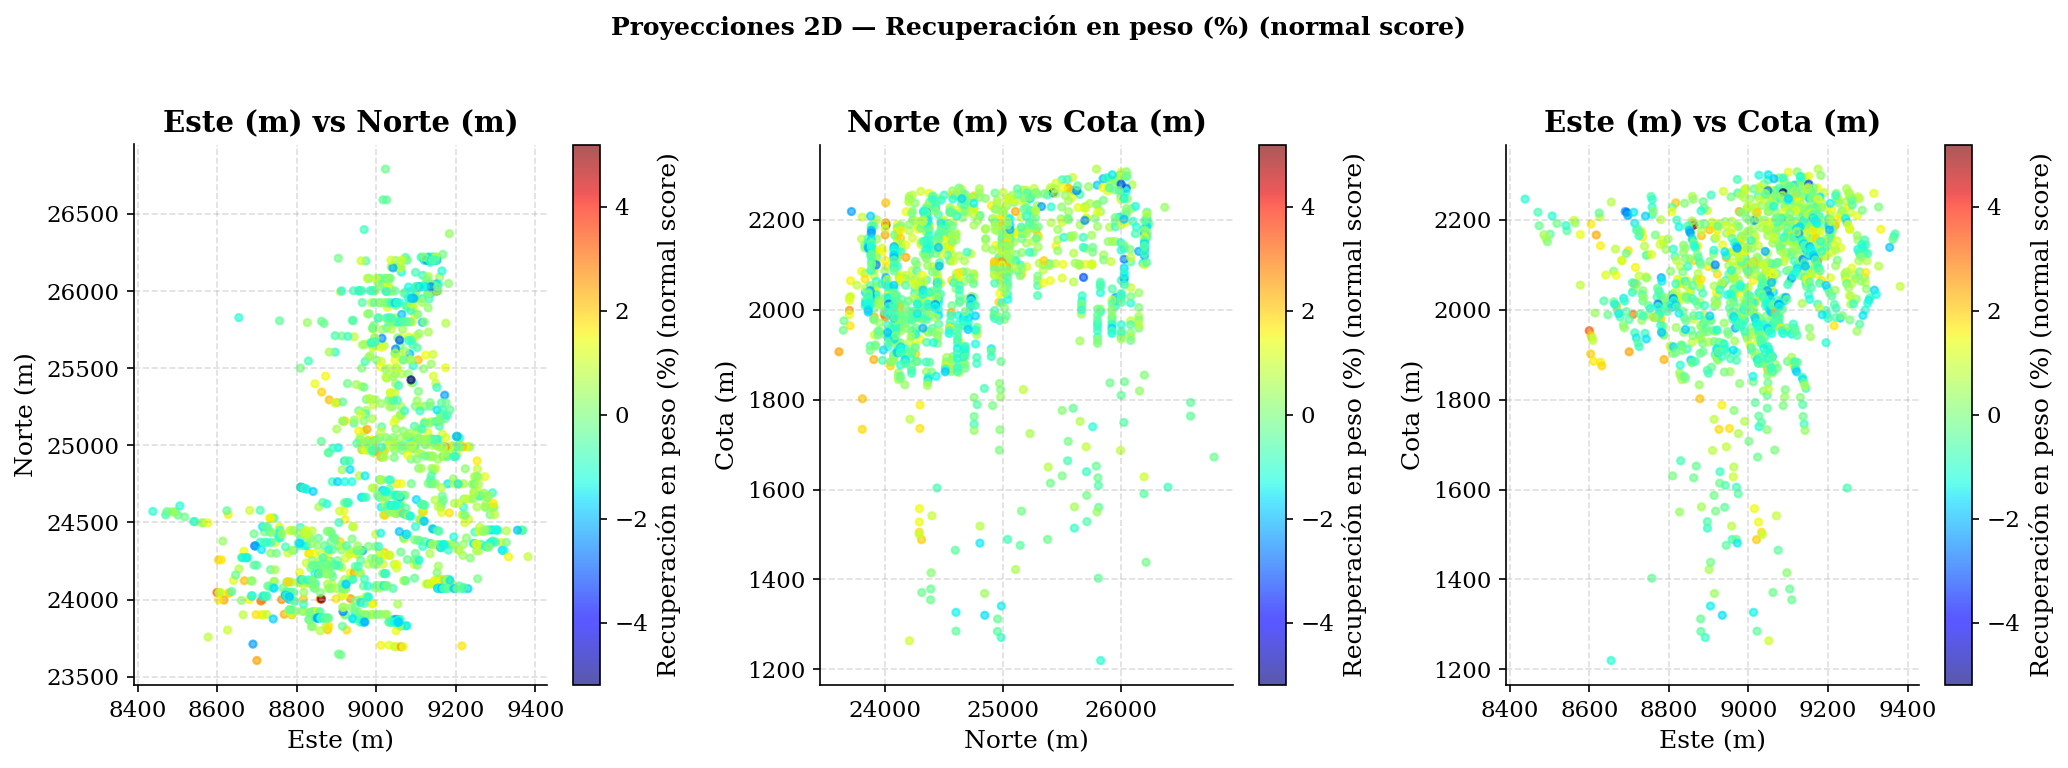 Proyecciones 2D — Recuperación en peso (%) (normal score)
Este (m) vs Norte (m)
26500
26000
25500
25000
24500
24000
23500
Norte (m)
8400 8600 8800 9000 9200 9400
Este (m)
4
2
0
−2
−4
Recuperación en peso (%) (normal score)
Norte (m) vs Cota (m)
2200
2000
1800
1600
1400
1200
Cota (m)
24000 25000 26000
Norte (m)
4
2
0
−2
−4
Recuperación en peso (%) (normal score)
Este (m) vs Cota (m)
2200
2000
1800
1600
1400
1200
Cota (m)
8400 8600 8800 9000 9200 9400
Este (m)
4
2
0
−2
−4
Recuperación en peso (%) (normal score)